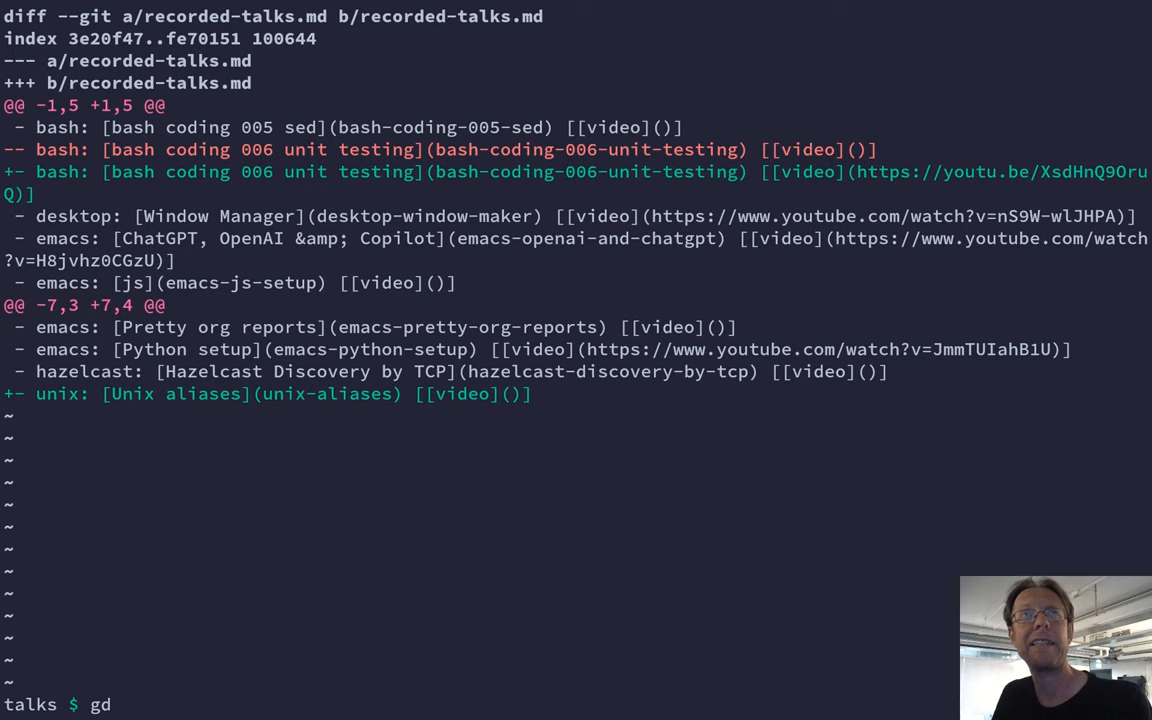 diff --git a/recorded-talks.md b/recorded-talks.md
index 3e20f47..fe70151 100644
--- a/recorded-talks.md
+++ b/recorded-talks.md
@@ -1,5 +1,5 @@
 - bash: [bash coding 005 sed](bash-coding-005-sed) [[video]()]
-- bash: [bash coding 006 unit testing](bash-coding-006-unit-testing) [[video]()]
+- bash: [bash coding 006 unit testing](bash-coding-006-unit-testing) [[video](https://youtu.be/XsdHnQ9Oru
Q)]
 - desktop: [Window Manager](desktop-window-maker) [[video](https://www.youtube.com/watch?v=nS9W-wlJHPA)]
 - emacs: [ChatGPT, OpenAI &amp; Copilot](emacs-openai-and-chatgpt) [[video](https://www.youtube.com/watch
?v=H8jvhz0CGzU)]
 - emacs: [js](emacs-js-setup) [[video]()]
@@ -7,3 +7,4 @@
 - emacs: [Pretty org reports](emacs-pretty-org-reports) [[video]()]
 - emacs: [Python setup](emacs-python-setup) [[video](https://www.youtube.com/watch?v=JmmTUIahB1U)]
 - hazelcast: [Hazelcast Discovery by TCP](hazelcast-discovery-by-tcp) [[video]()]
+- unix: [Unix aliases](unix-aliases) [[video]()]
~
~
~
~
~
~
~
~
~
~
~
~
~
talks $ gd